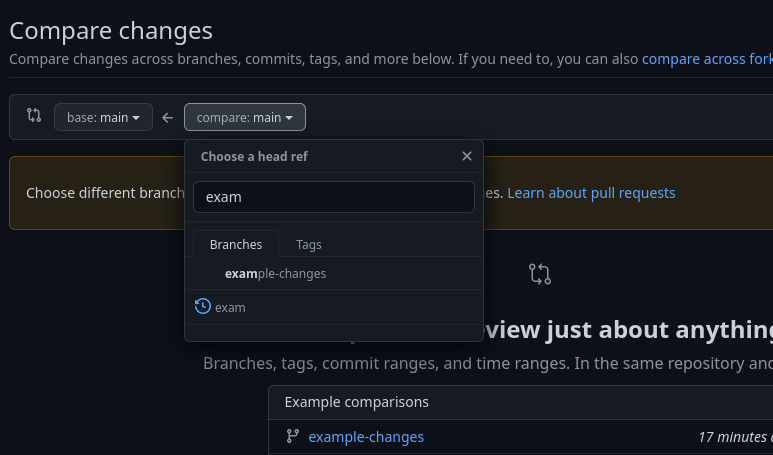 Compare changes
Compare changes across branches, commits, tags, and more below. If you need to, you can also compare across fork
base: main
compare: main
Choose a head ref
Choose different branch
es. Learn about pull requests
exam
Branches
Tags
example-changes
exam
view just about anything
Branches, tags, commit ranges, and time ranges. In the same repository and
Example comparisons
example-changes
17 minutes